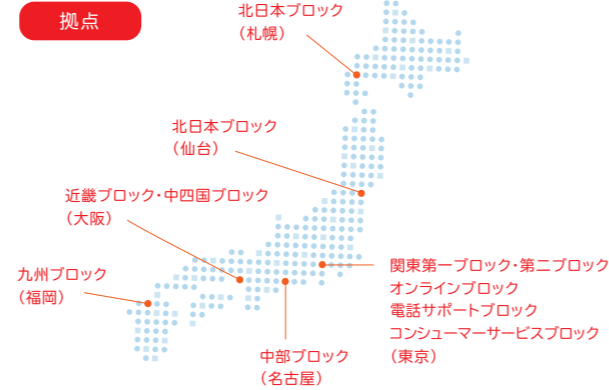 拠点
北日本ブロック
（札幌）
北日本ブロック
（仙台）
近畿ブロック・中四国ブロック
（大阪）
九州ブロック
（福岡）
関東第一ブロック・第二ブロック
オンラインブロック
電話サポートブロック
コンシューマーサービスブロック
（東京）
中部ブロック
（名古屋）